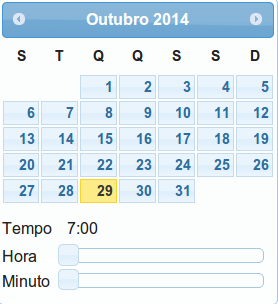 Outubro 2014
S T Q Q S S D
1 2 3 4 5
6 7 8 9 10 11 12
13 14 15 16 17 18 19
20 21 22 23 24 25 26
27 28 29 30 31
Tempo 7:00
Hora
Minuto